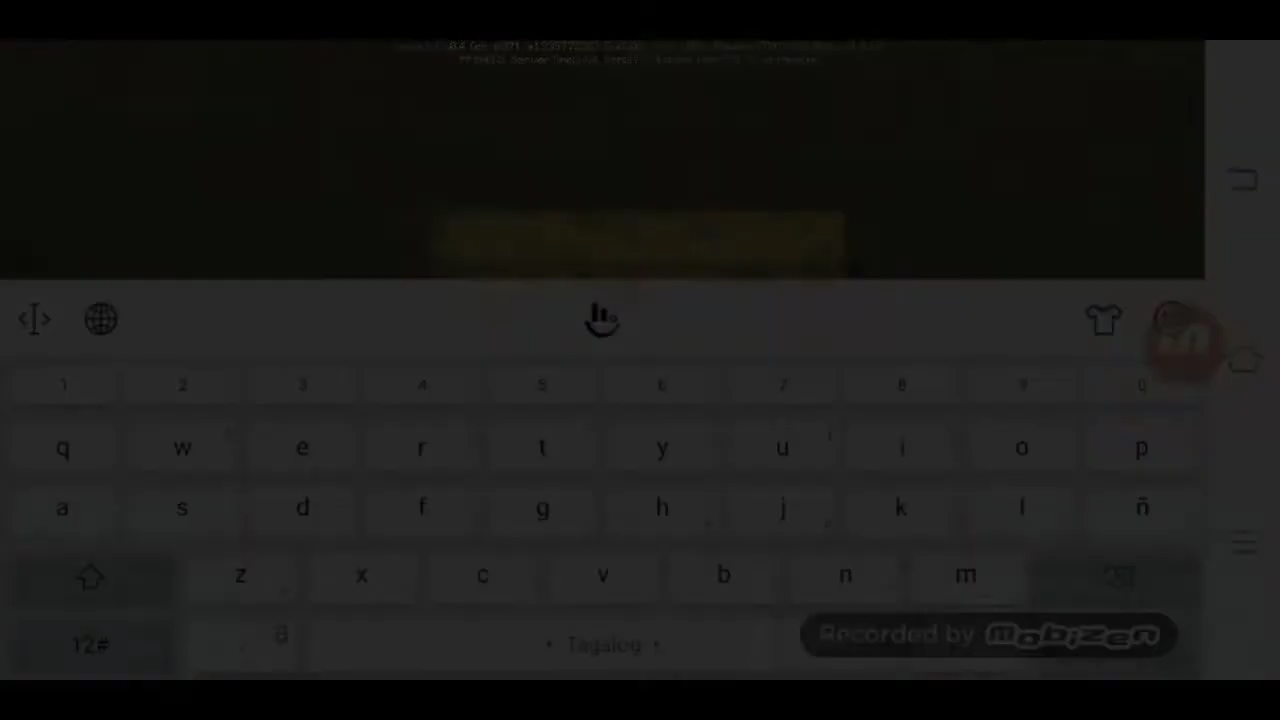 1 2 3 4 5 6 7 8 9 0
q w e r t y u i o p
a s d f g h j k l ñ
z x c v b n m
12# • Tagalog •
Recorded by mobizen